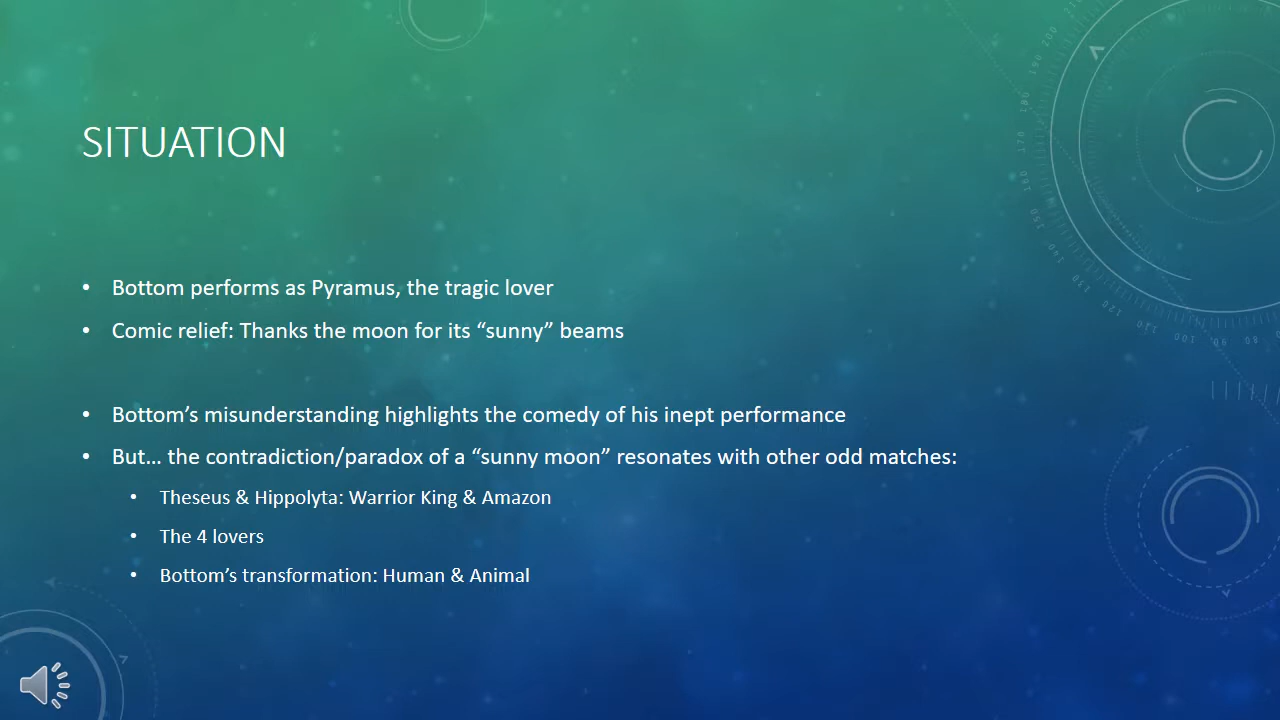 SITUATION
• Bottom performs as Pyramus, the tragic lover
• Comic relief: Thanks the moon for its “sunny” beams
• Bottom’s misunderstanding highlights the comedy of his inept performance
• But… the contradiction/paradox of a “sunny moon” resonates with other odd matches:
• Theseus & Hippolyta: Warrior King & Amazon
• The 4 lovers
• Bottom’s transformation: Human & Animal